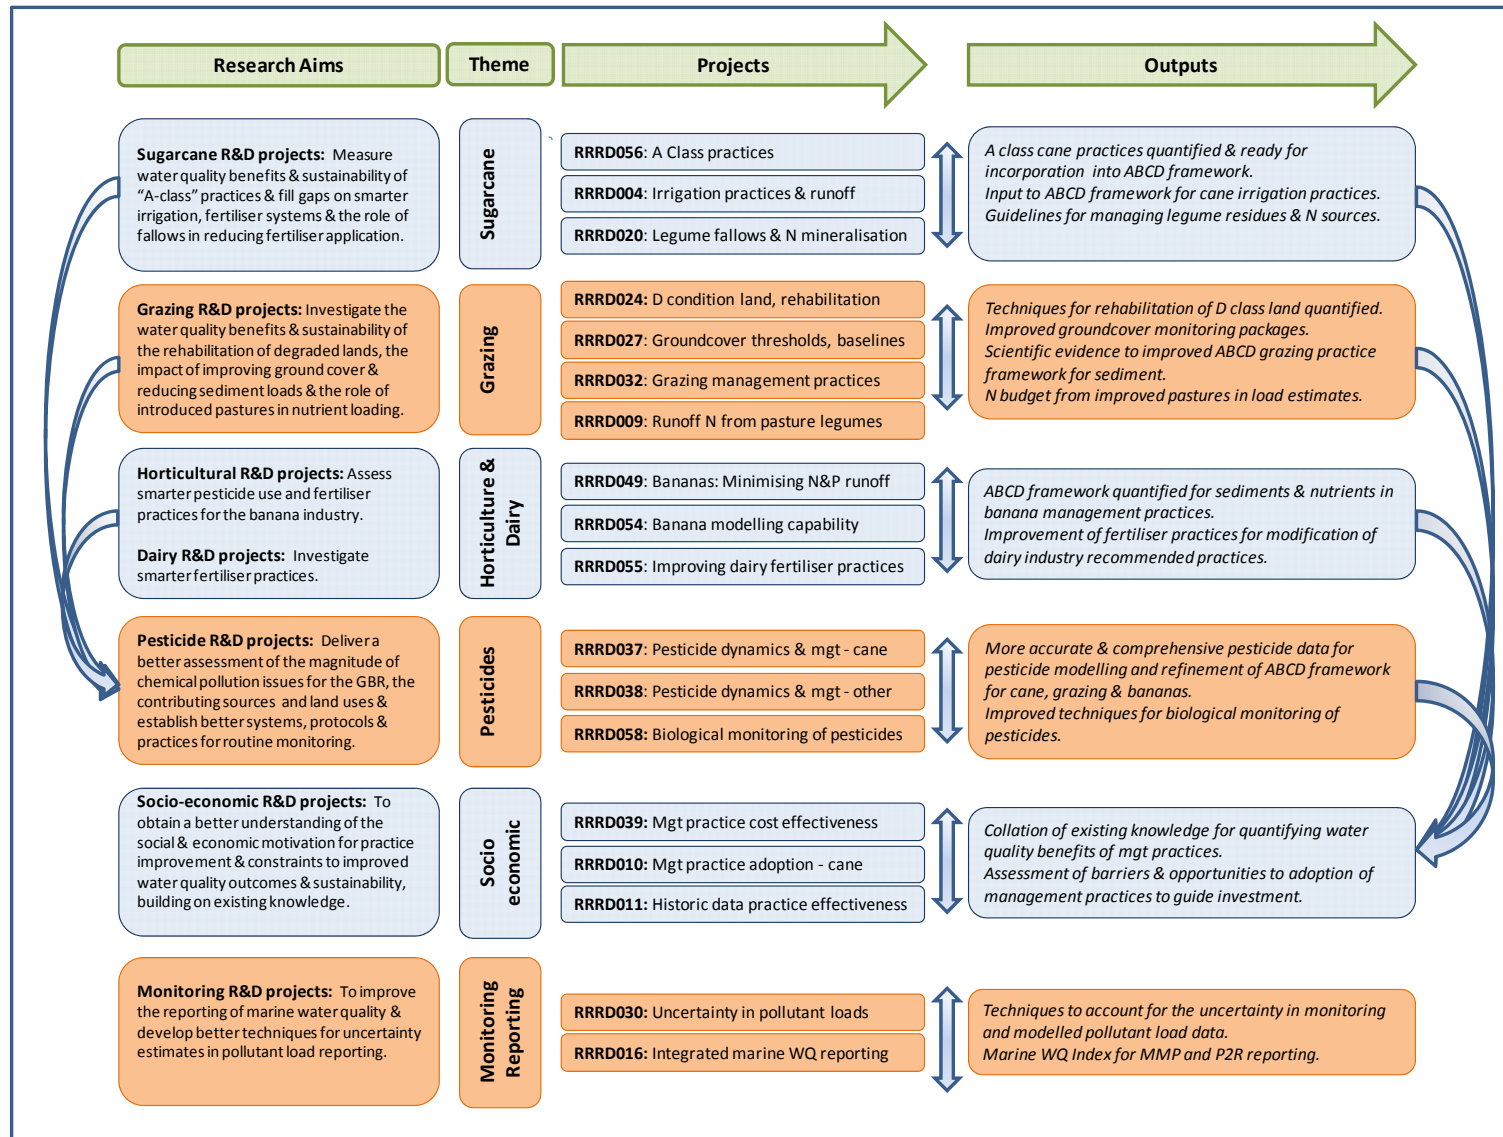 Research Aims
Theme
Projects
Outputs
Sugarcane R&D projects: Measure
water quality benefits & sustainability of
“A-class” practices & fill gaps on smarter
irrigation, fertiliser systems & the role of
fallows in reducing fertiliser application.
Sugarcane
RRRD056: A Class practices
RRRD004: Irrigation practices & runoff
RRRD020: Legume fallows & N mineralisation
A class cane practices quantified & ready for
incorporation into ABCD framework.
Input to ABCD framework for cane irrigation practices.
Guidelines for managing legume residues & N sources.
Grazing R&D projects: Investigate the
water quality benefits & sustainability of
the rehabilitation of degraded lands, the
impact of improving ground cover &
reducing sediment loads & the role of
introduced pastures in nutrient loading.
Grazing
RRRD024: D condition land, rehabilitation
RRRD027: Groundcover thresholds, baselines
RRRD032: Grazing management practices
RRRD009: Runoff N from pasture legumes
Techniques for rehabilitation of D class land quantified.
Improved groundcover monitoring packages.
Scientific evidence to improved ABCD grazing practice
framework for sediment.
N budget from improved pastures in load estimates.
Horticultural R&D projects: Assess
smarter pesticide use and fertiliser
practices for the banana industry.
Dairy R&D projects: Investigate
smarter fertiliser practices.
Horticulture &
Dairy
RRRD049: Bananas: Minimising N&P runoff
RRRD054: Banana modelling capability
RRRD055: Improving dairy fertiliser practices
ABCD framework quantified for sediments & nutrients in
banana management practices.
Improvement of fertiliser practices for modification of
dairy industry recommended practices.
Pesticide R&D projects: Deliver a
better assessment of the magnitude of
chemical pollution issues for the GBR, the
contributing sources and land uses &
establish better systems, protocols &
practices for routine monitoring.
Pesticides
RRRD037: Pesticide dynamics & mgt - cane
RRRD038: Pesticide dynamics & mgt - other
RRRD058: Biological monitoring of pesticides
More accurate & comprehensive pesticide data for
pesticide modelling and refinement of ABCD framework
for cane, grazing & bananas.
Improved techniques for biological monitoring of
pesticides.
Socio-economic R&D projects: To
obtain a better understanding of the
social & economic motivation for practice
improvement & constraints to improved
water quality outcomes & sustainability,
building on existing knowledge.
Socio
economic
RRRD039: Mgt practice cost effectiveness
RRRD010: Mgt practice adoption - cane
RRRD011: Historic data practice effectiveness
Collation of existing knowledge for quantifying water
quality benefits of mgt practices.
Assessment of barriers & opportunities to adoption of
management practices to guide investment.
Monitoring R&D projects: To improve
the reporting of marine water quality &
develop better techniques for uncertainty
estimates in pollutant load reporting.
Monitoring
Reporting
RRRD030: Uncertainty in pollutant loads
RRRD016: Integrated marine WQ reporting
Techniques to account for the uncertainty in monitoring
and modelled pollutant load data.
Marine WQ Index for MMP and P2R reporting.